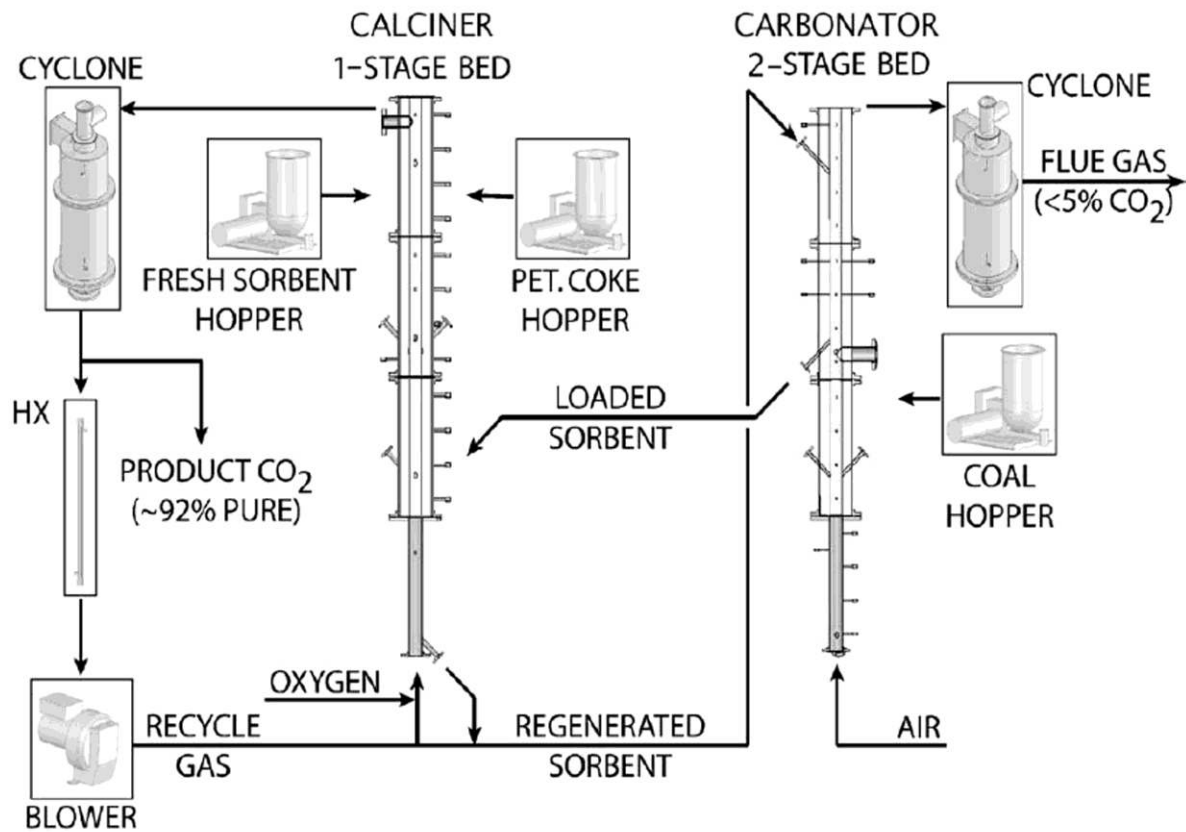 CALCINER
1-STAGE BED
CARBONATOR
2-STAGE BED
CYCLONE
CYCLONE
FLUE GAS
(<5% CO2)
FRESH SORBENT
HOPPER
PET. COKE
HOPPER
HX
PRODUCT CO2
(~92% PURE)
LOADED
SORBENT
COAL
HOPPER
OXYGEN
RECYCLE
GAS
REGENERATED
SORBENT
AIR
BLOWER